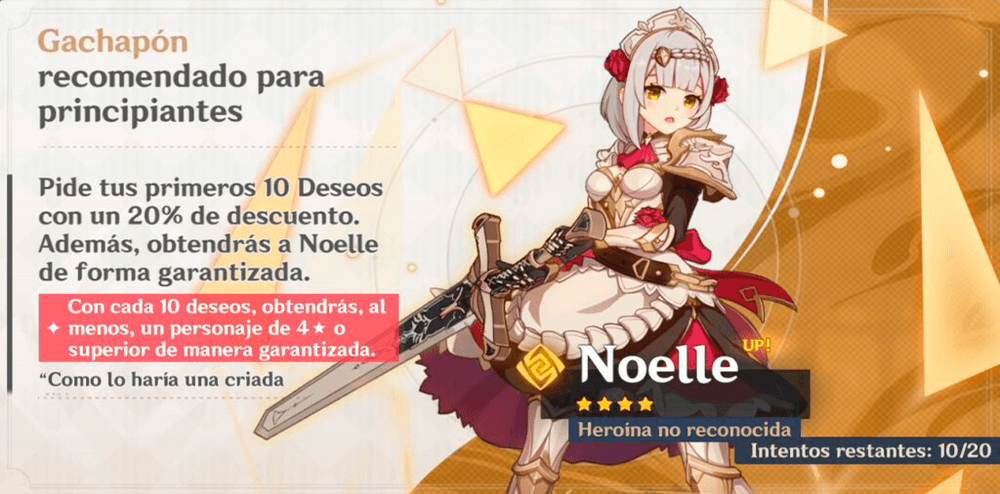 Gachapón
recomendado para
principiantes
Pide tus primeros 10 Deseos
con un 20% de descuento.
Además, obtendrás a Noelle
de forma garantizada.
✦ Con cada 10 deseos, obtendrás, al
menos, un personaje de 4★ o
superior de manera garantizada.
“Como lo haría una criada
Noelle UP!
★★★★
Heroína no reconocida
Intentos restantes: 10/20